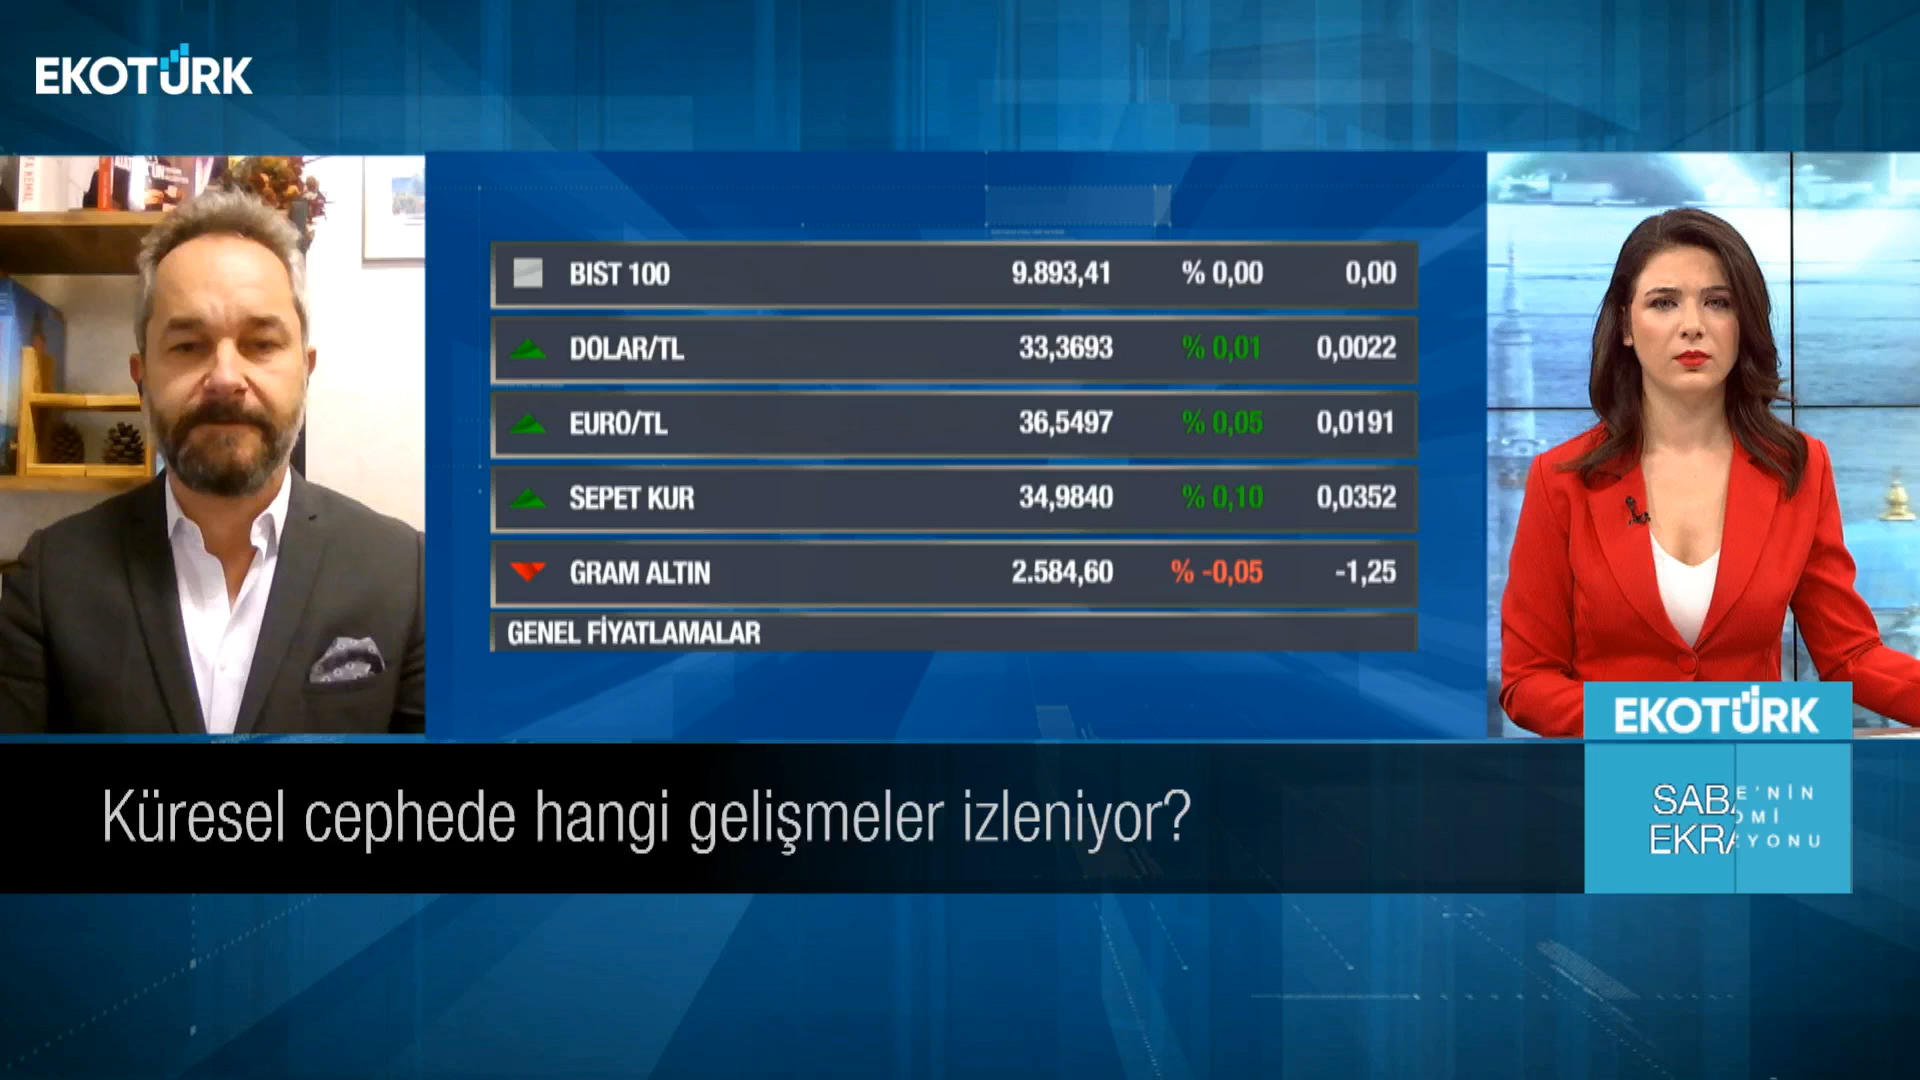 EKOTÜRK
BIST 100 9.893,41 % 0,00 0,00
DOLAR/TL 33,3693 % 0,01 0,0022
EURO/TL 36,5497 % 0,05 0,0191
SEPET KUR 34,9840 % 0,10 0,0352
GRAM ALTIN 2.584,60 % -0,05 -1,25
GENEL FİYATLAMALAR
EKOTÜRK
Küresel cephede hangi gelişmeler izleniyor?